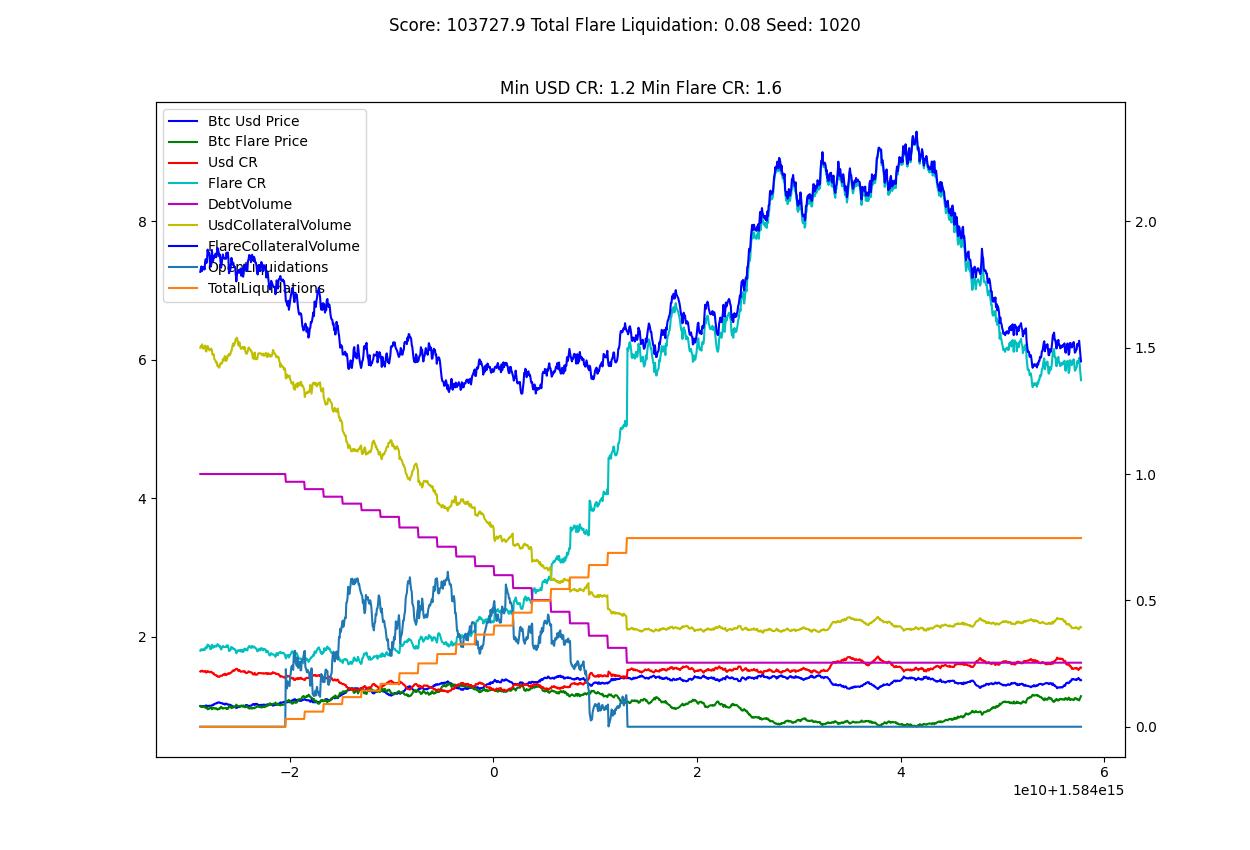 Score: 103727.9 Total Flare Liquidation: 0.08 Seed: 1020
Min USD CR: 1.2 Min Flare CR: 1.6
Btc Usd Price
Btc Flare Price
Usd CR
Flare CR
DebtVolume
UsdCollateralVolume
FlareCollateralVolume
OpenLiquidations
TotalLiquidations
8
6
4
2
2.0
1.5
1.0
0.5
0.0
−2
0
2
4
6
1e10+1.584e15